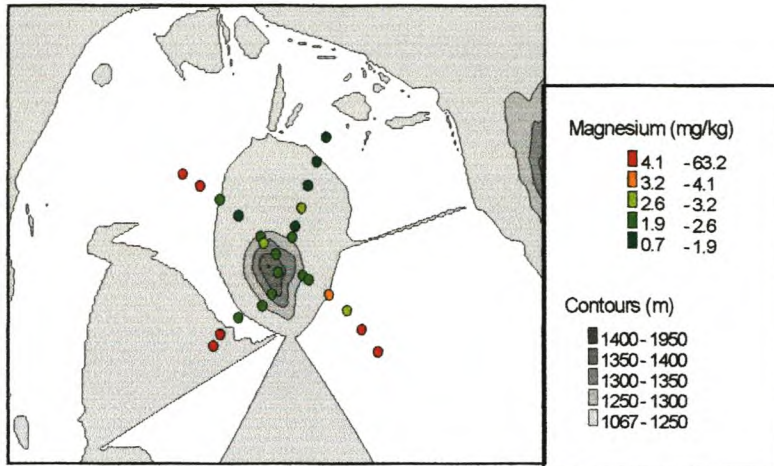 Magnesium (mg/kg)
4.1 - 63.2
3.2 - 4.1
2.6 - 3.2
1.9 - 2.6
0.7 - 1.9
Contours (m)
1400 - 1950
1350 - 1400
1300 - 1350
1250 - 1300
1067 - 1250